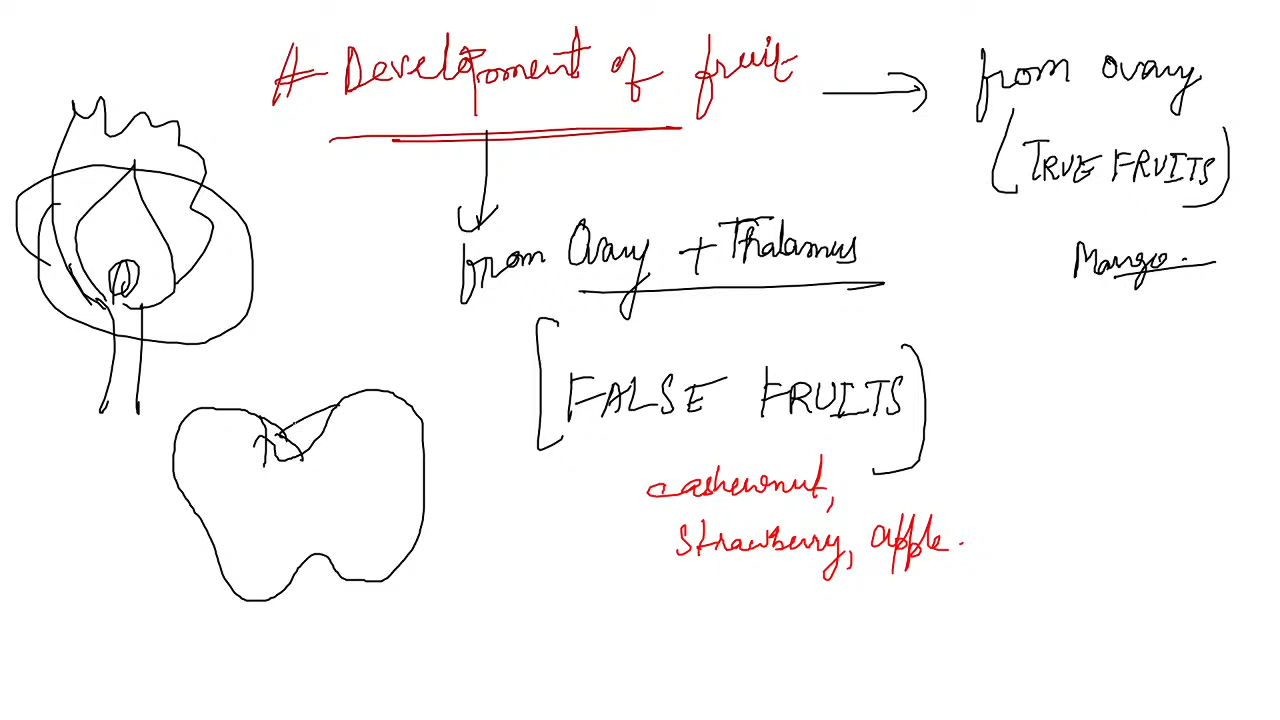 # Development of fruit
from ovary
(TRUE FRUITS)
Mango.
from Ovary + Thalamus
[FALSE FRUITS]
cashewnut,
strawberry, apple.